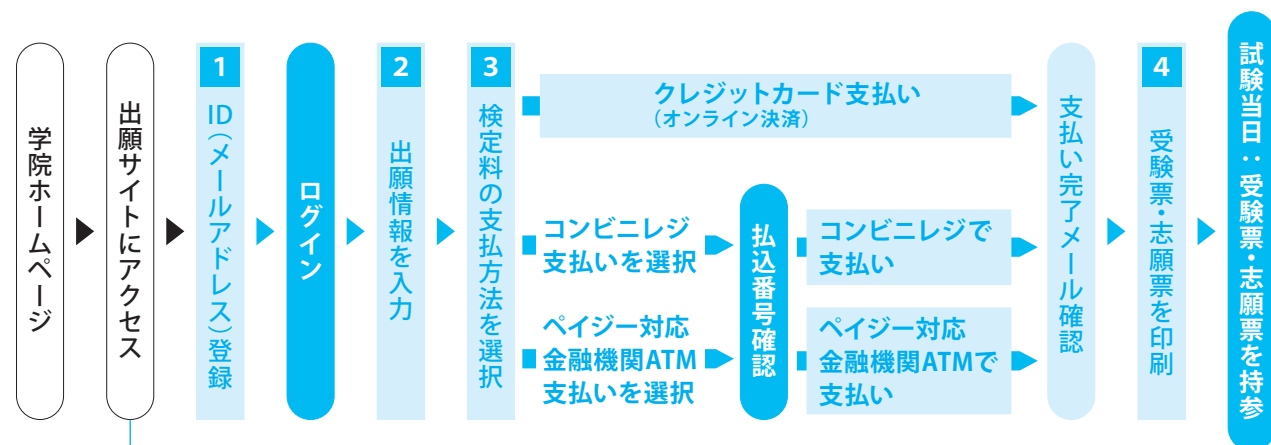 学院ホームページ
出願サイトにアクセス
1
ID(メールアドレス)登録
ログイン
2
出願情報を入力
3
検定料の支払方法を選択
クレジットカード支払い
(オンライン決済)
コンビニレジ
支払いを選択
ペイジー対応
金融機関ATM
支払いを選択
払込番号確認
コンビニレジで
支払い
ペイジー対応
金融機関ATMで
支払い
支払い完了メール確認
4
受験票・志願票を印刷
試験当日:受験票・志願票を持参